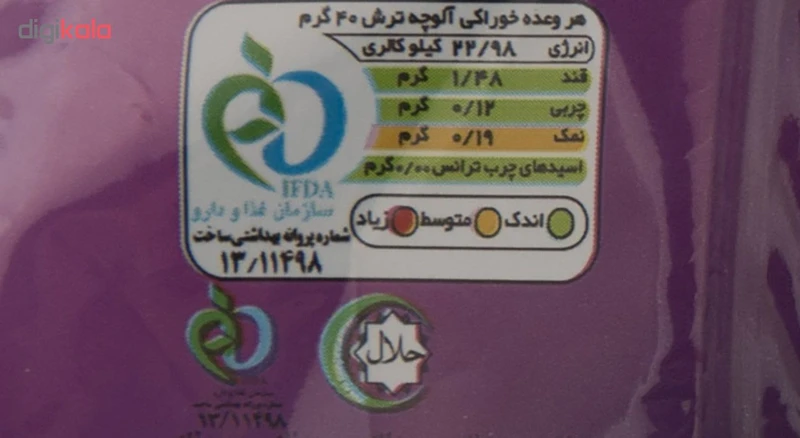 digikala
هر وعده خوراکی آلوچه ترش ۴۰ گرم
انرژی ۲۲/۹۸ کیلو کالری
قند ۱/۴۸ گرم
چربی ۰/۱۲ گرم
نمک ۰/۱۹ گرم
اسیدهای چرب ترانس ۰/۰۰ گرم
اندک متوسط زیاد
IFDA
سازمان غذا و دارو
شماره پروانه بهداشتی ساخت
۱۳/۱۱۴۹۸
حلال
۱۳/۱۱۴۹۸